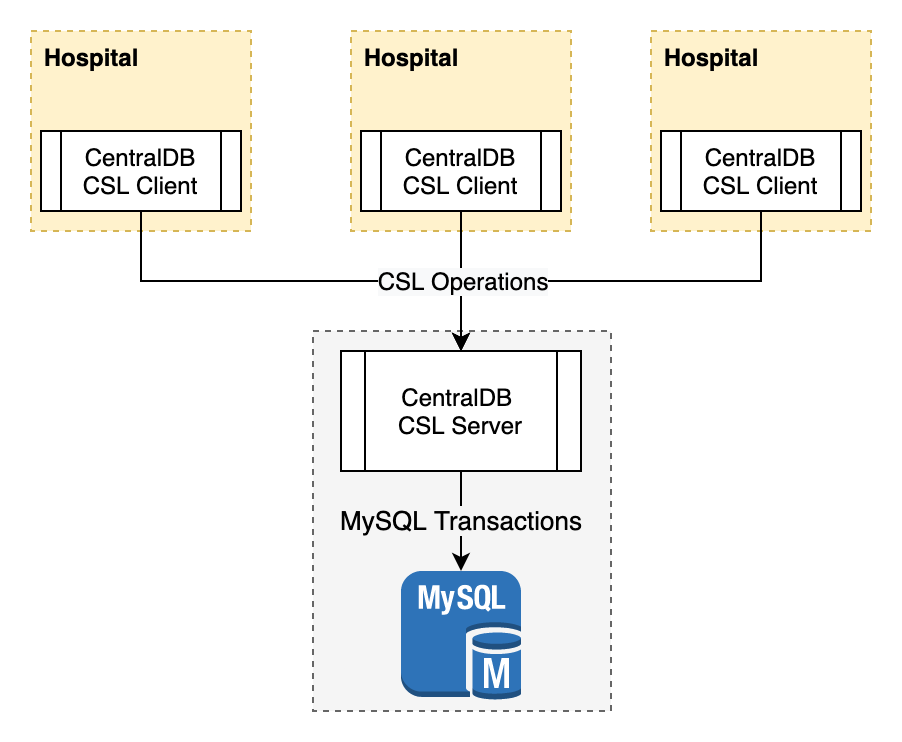 Hospital
Hospital
Hospital
CentralDB
CSL Client
CentralDB
CSL Client
CentralDB
CSL Client
CSL Operations
CentralDB
CSL Server
MySQL Transactions
MySQL
M